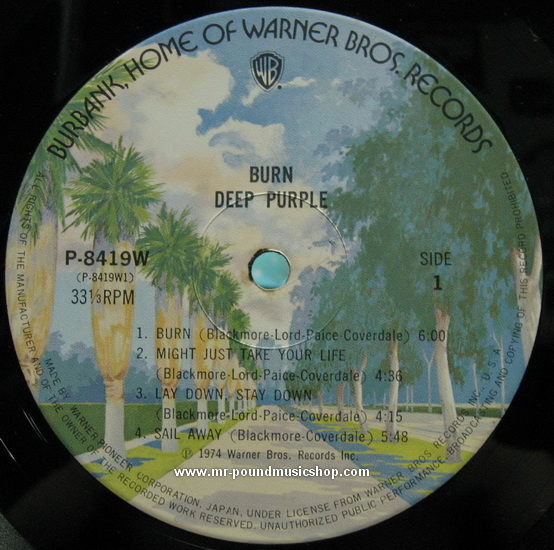 BURBANK, HOME OF WARNER BROS. RECORDS
WB
BURN
DEEP PURPLE
P-8419W
(P-8419W1)
33⅓RPM
SIDE
1
1. BURN (Blackmore-Lord-Paice-Coverdale) 6:00
2. MIGHT JUST TAKE YOUR LIFE
(Blackmore-Lord-Paice-Coverdale) 4:36
3. LAY DOWN, STAY DOWN
(Blackmore-Lord-Paice-Coverdale) 4:15
4. SAIL AWAY (Blackmore-Coverdale) 5:48
℗ 1974 Warner Bros. Records Inc.
www.mr-poundmusicshop.com
MADE BY WARNER-PIONEER CORPORATION, JAPAN, UNDER LICENSE FROM WARNER BROS RECORDS INC., U.S.A.
ALL RIGHTS OF THE MANUFACTURER AND OF THE OWNER OF THE RECORDED WORK RESERVED. UNAUTHORIZED PUBLIC PERFORMANCE, BROADCASTING AND COPYING OF THIS RECORD PROHIBITED